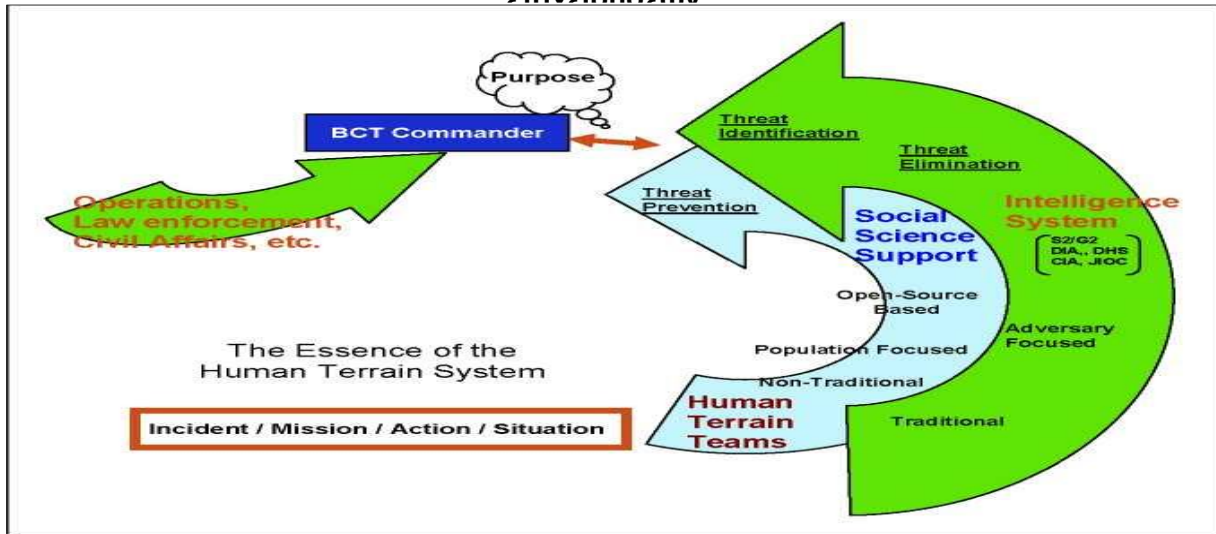 Purpose
BCT Commander
Operations,
Law enforcement,
Civil Affairs, etc.
Threat
Identification
Threat
Elimination
Threat
Prevention
Intelligence
System
S2/G2
DIA,, DHS
CIA, JIOC
Social
Science
Support
Open-Source
Based
Adversary
Focused
Population Focused
Non-Traditional
Traditional
Human
Terrain
Teams
The Essence of the
Human Terrain System
Incident / Mission / Action / Situation